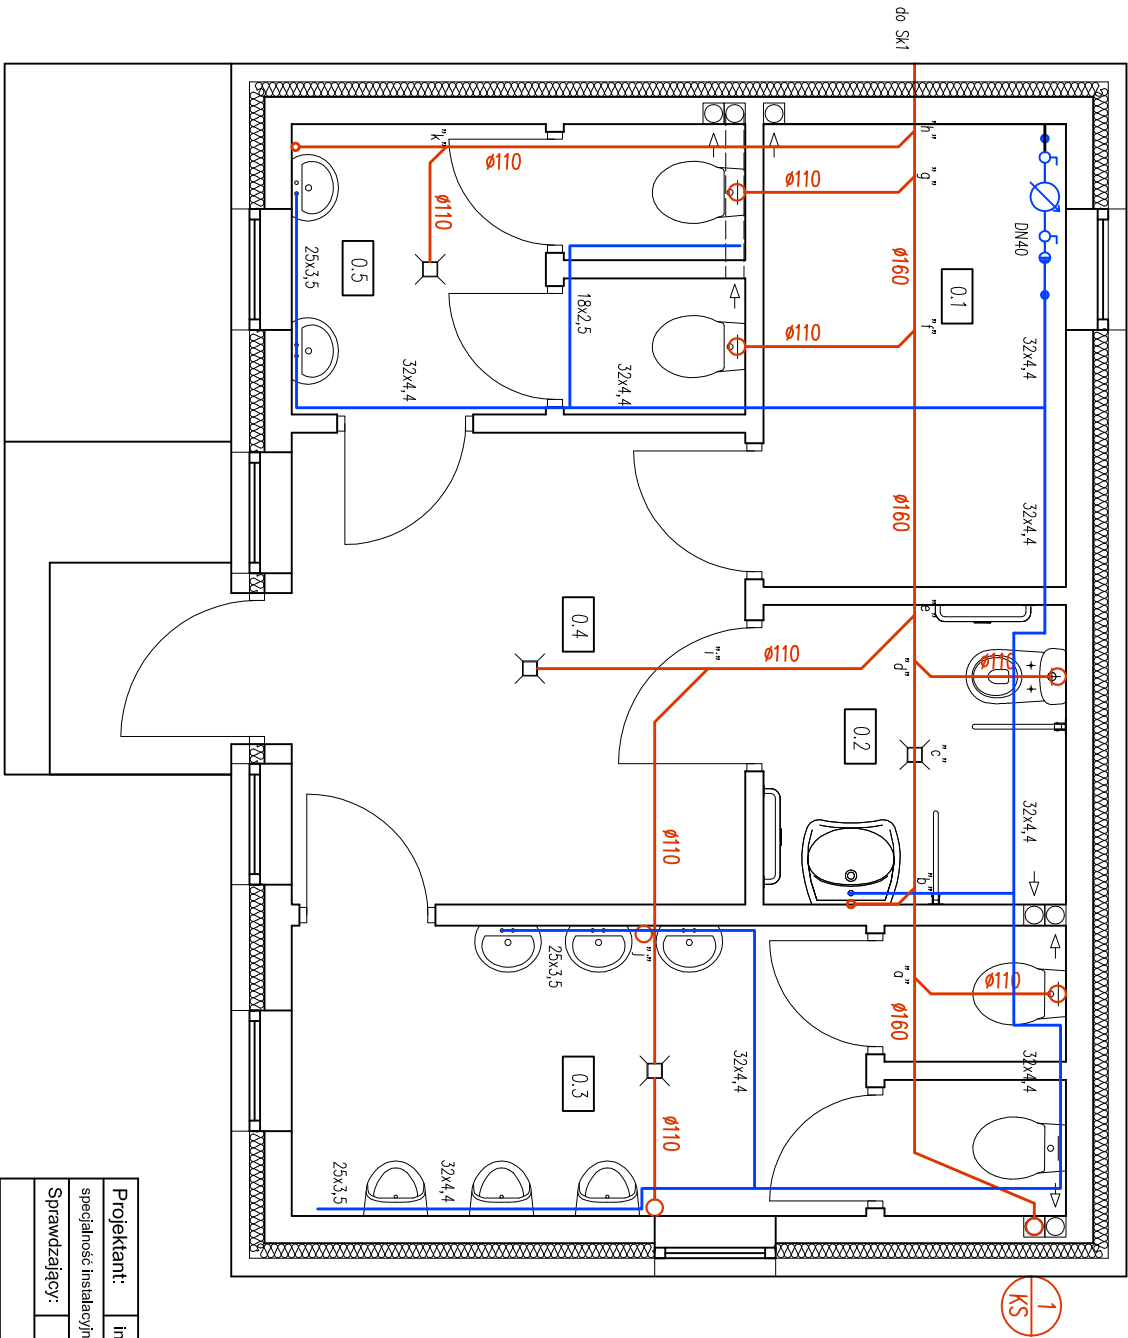 do Sk1
"h"
"k"
ø110
ø110
ø110
"g"
ø160
DN40
0.1
0.5
25x3,5
18x2,5
"f"
ø110
32x4,4
32x4,4
32x4,4
ø160
32x4,4
"e"
0.4
"i"
ø110
"d"
ø110
0.2
"c"
32x4,4
ø110
"b"
"j"
25x3,5
"a"
ø110
ø160
0.3
32x4,4
32x4,4
ø110
25x3,5
32x4,4
1
KS
Projektant:
specjalność instalacyjn
Sprawdzający: